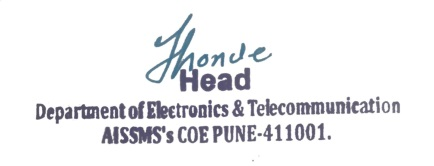 Head
Department of Electronics & Telecommunication
AISSMS's COE PUNE-411001.